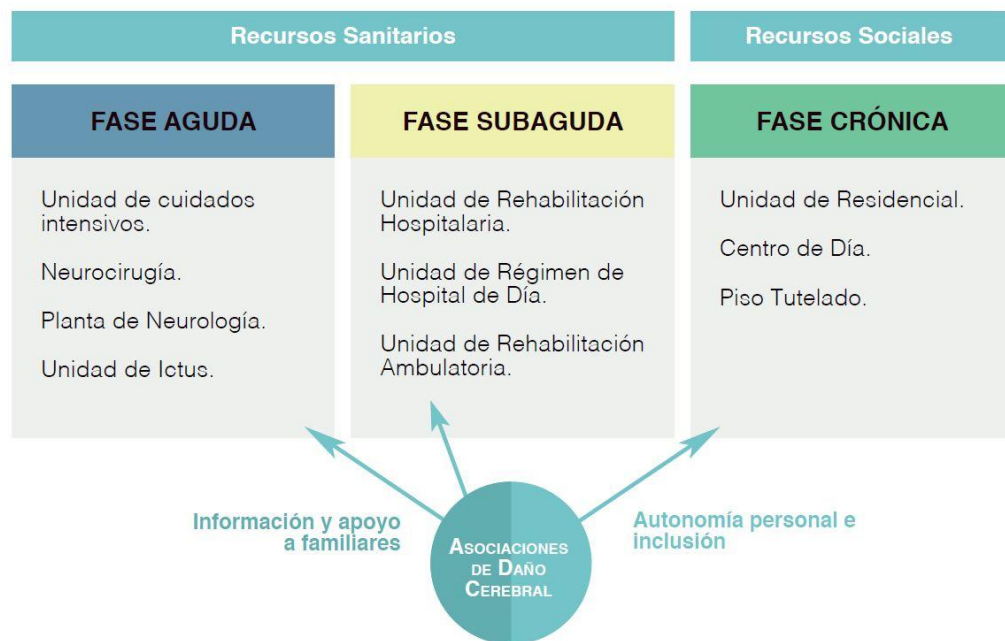 Recursos Sanitarios
Recursos Sociales
FASE AGUDA
FASE SUBAGUDA
FASE CRÓNICA
Unidad de cuidados
intensivos.
Neurocirugía.
Planta de Neurología.
Unidad de Ictus.
Unidad de Rehabilitación
Hospitalaria.
Unidad de Régimen de
Hospital de Día.
Unidad de Rehabilitación
Ambulatoria.
Unidad de Residencial.
Centro de Día.
Piso Tutelado.
Información y apoyo
a familiares
ASOCIACIONES
DE DAÑO
CEREBRAL
Autonomía personal e
inclusión